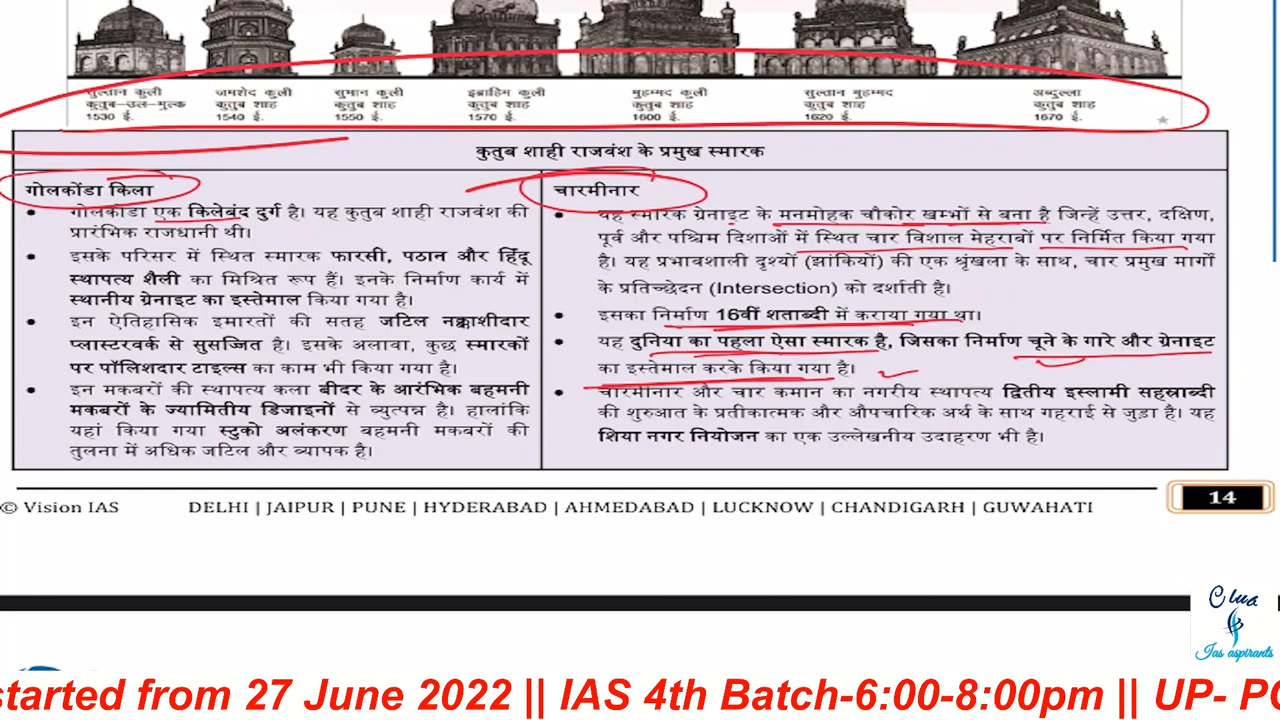 सुल्तान कुली
कुतुब-उल-मुल्क
1530 ई.
जमशेद कुली
कुतुब शाह
1540 ई.
सुभान कुली
कुतुब शाह
1550 ई.
इब्राहिम कुली
कुतुब शाह
1570 ई.
मुहम्मद कुली
कुतुब शाह
1600 ई.
सुल्तान मुहम्मद
कुतुब शाह
1620 ई.
अब्दुल्ला
कुतुब शाह
1670 ई.
कुतुब शाही राजवंश के प्रमुख स्मारक
गोलकोंडा किला
• गोलकोंडा एक किलेबंद दुर्ग है। यह कुतुब शाही राजवंश की
प्रारंभिक राजधानी थी।
• इसके परिसर में स्थित स्मारक फारसी, पठान और हिंदू
स्थापत्य शैली का मिश्रित रूप हैं। इनके निर्माण कार्य में
स्थानीय ग्रेनाइट का इस्तेमाल किया गया है।
• इन ऐतिहासिक इमारतों की सतह जटिल नक्काशीदार
प्लास्टरवर्क से सुसज्जित है। इसके अलावा, कुछ स्मारकों
पर पॉलिशदार टाइल्स का काम भी किया गया है।
• इन मकबरों की स्थापत्य कला बीदर के आरंभिक बहमनी
मकबरों के ज्यामितीय डिजाइनों से व्युत्पन्न है। हालांकि
यहां किया गया स्टुको अलंकरण बहमनी मकबरों की
तुलना में अधिक जटिल और व्यापक है।
चारमीनार
• यह स्मारक ग्रेनाइट के मनमोहक चौकोर खम्भों से बना है जिन्हें उत्तर, दक्षिण,
पूर्व और पश्चिम दिशाओं में स्थित चार विशाल मेहराबों पर निर्मित किया गया
है। यह प्रभावशाली दृश्यों (झांकियों) की एक श्रृंखला के साथ, चार प्रमुख मार्गों
के प्रतिच्छेदन (Intersection) को दर्शाती है।
• इसका निर्माण 16वीं शताब्दी में कराया गया था।
• यह दुनिया का पहला ऐसा स्मारक है, जिसका निर्माण चूने के गारे और ग्रेनाइट
का इस्तेमाल करके किया गया है।
• चारमीनार और चार कमान का नगरीय स्थापत्य द्वितीय इस्लामी सहस्राब्दी
की शुरुआत के प्रतीकात्मक और औपचारिक अर्थ के साथ गहराई से जुड़ा है। यह
शिया नगर नियोजन का एक उल्लेखनीय उदाहरण भी है।
© Vision IAS
DELHI | JAIPUR | PUNE | HYDERABAD | AHMEDABAD | LUCKNOW | CHANDIGARH | GUWAHATI
14
Ias aspirants
started from 27 June 2022 || IAS 4th Batch-6:00-8:00pm || UP- PC